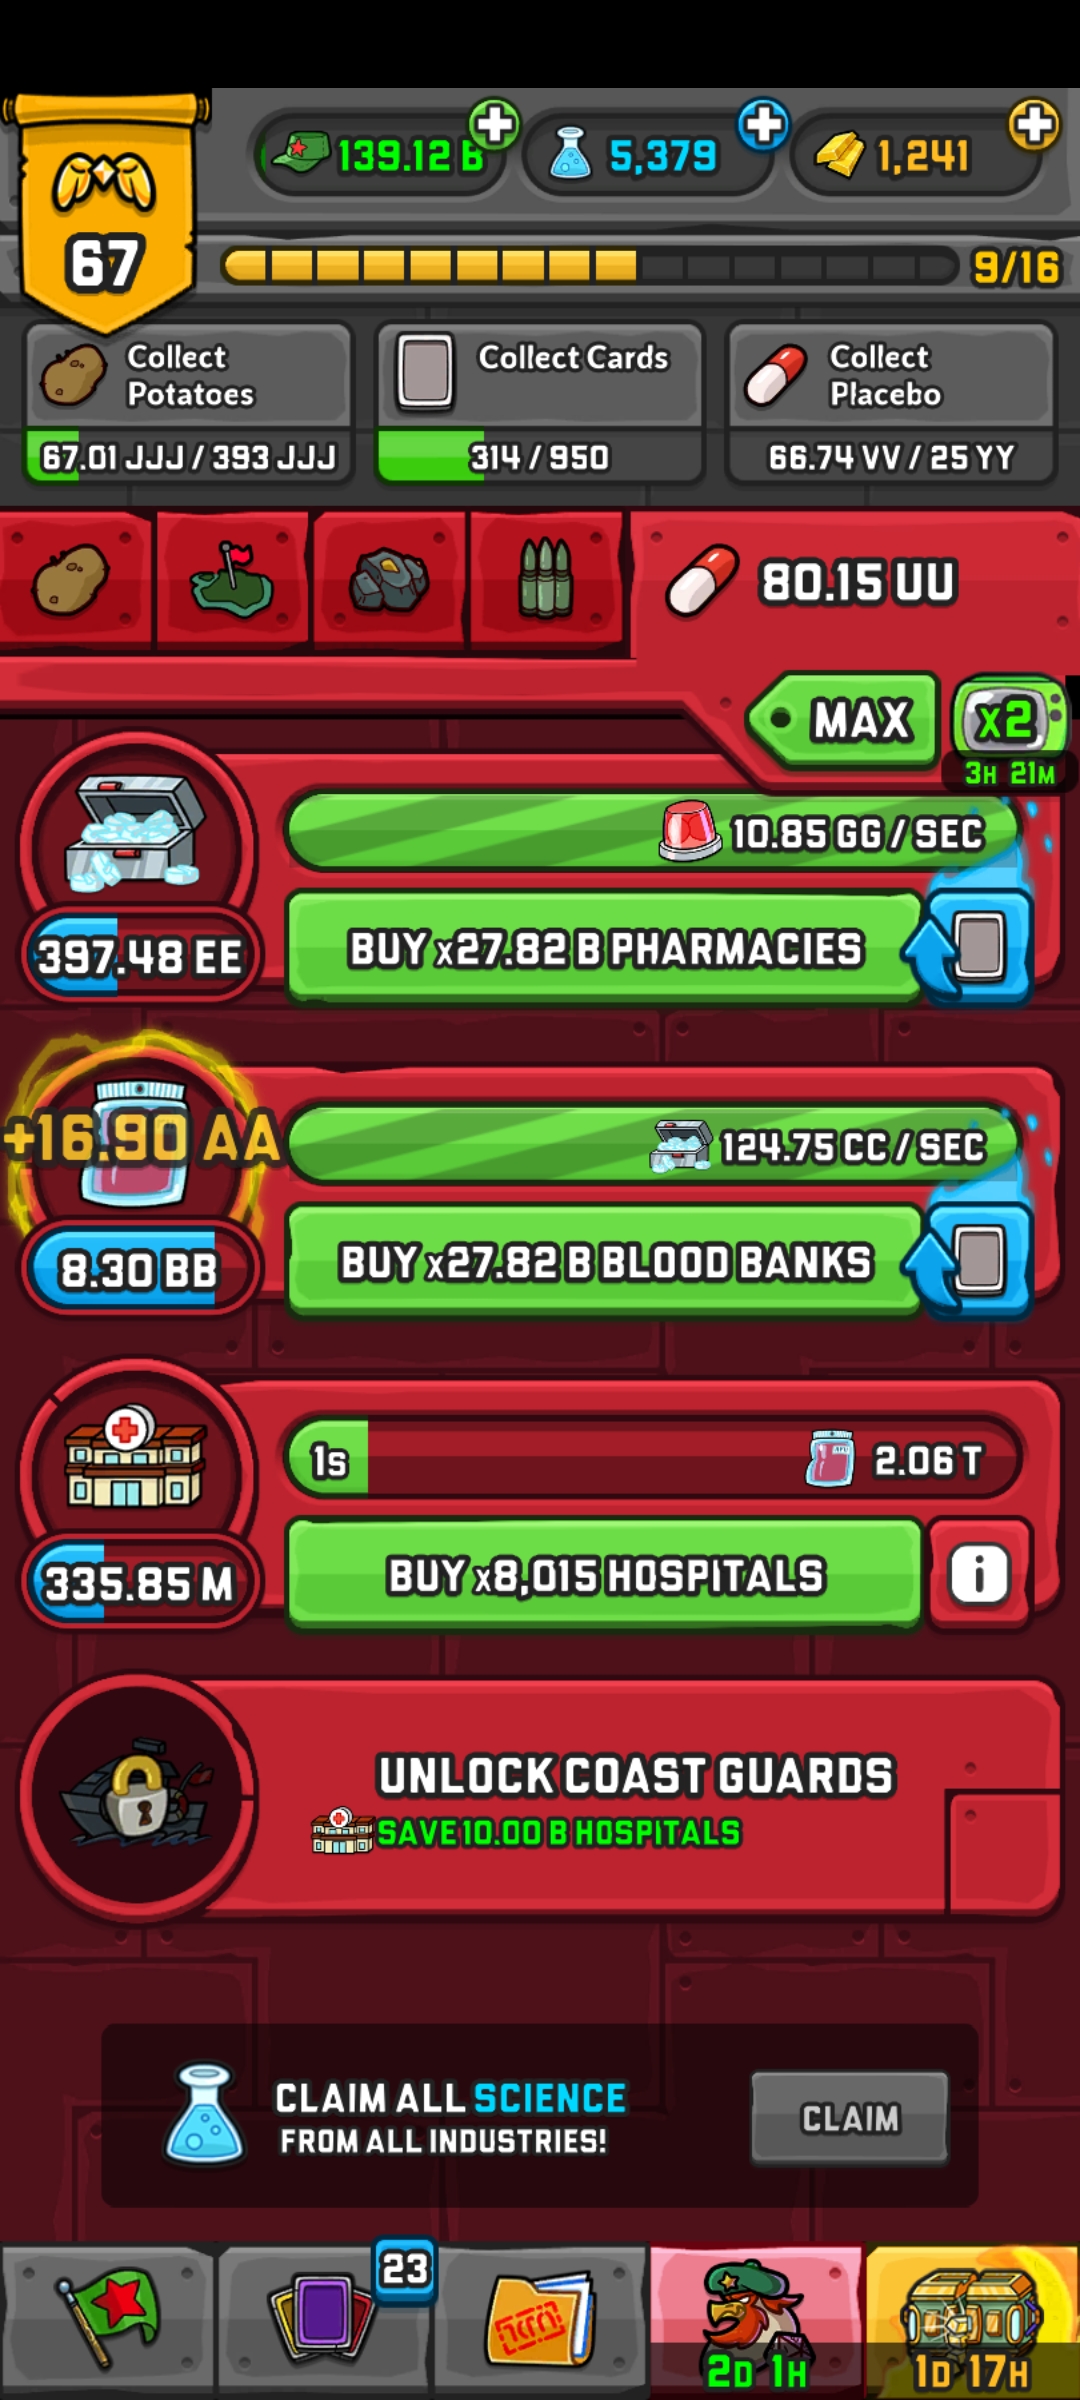 67
139.12 B
5,379
1,241
9/16
Collect Potatoes
67.01 JJJ / 393 JJJ
Collect Cards
314 / 950
Collect Placebo
66.74 VV / 25 YY
80.15 UU
MAX
x2
3H 21M
10.85 GG / SEC
397.48 EE
BUY x27.82 B PHARMACIES
+16.90 AA
124.75 CC / SEC
8.30 BB
BUY x27.82 B BLOOD BANKS
1s
2.06 T
335.85 M
BUY x8,015 HOSPITALS
i
UNLOCK COAST GUARDS
SAVE 10.00 B HOSPITALS
CLAIM ALL SCIENCE
FROM ALL INDUSTRIES!
CLAIM
23
2D 1H
1D 17H